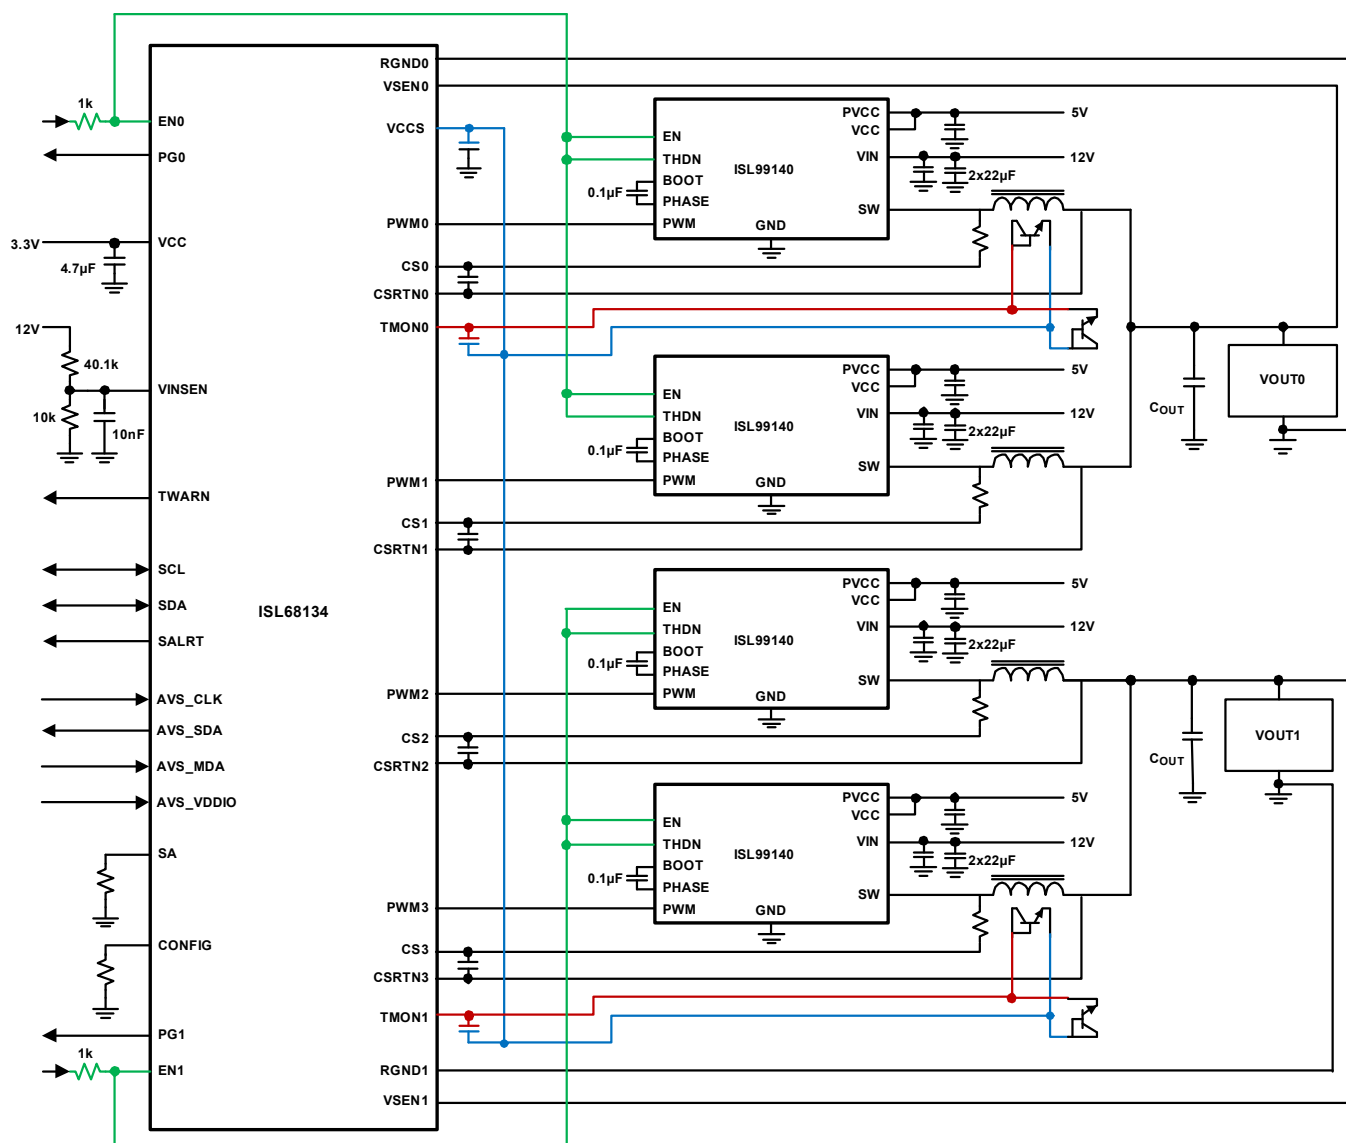 1k
EN0
PG0
3.3V
VCC
4.7µF
12V
40.1k
VINSEN
10k
10nF
TWARN
SCL
SDA
SALRT
AVS_CLK
AVS_SDA
AVS_MDA
AVS_VDDIO
SA
CONFIG
PG1
1k
EN1
ISL68134
RGND0
VSEN0
VCCS
PWM0
CS0
CSRTN0
TMON0
PWM1
CS1
CSRTN1
PWM2
CS2
CSRTN2
PWM3
CS3
CSRTN3
TMON1
RGND1
VSEN1
EN
THDN
BOOT
0.1µF
PHASE
PWM
ISL99140
GND
PVCC
VCC
VIN
SW
5V
12V
2x22µF
EN
THDN
BOOT
0.1µF
PHASE
PWM
ISL99140
GND
PVCC
VCC
VIN
SW
5V
12V
2x22µF
COUT
VOUT0
EN
THDN
BOOT
0.1µF
PHASE
PWM
ISL99140
GND
PVCC
VCC
VIN
SW
5V
12V
2x22µF
COUT
VOUT1
EN
THDN
BOOT
0.1µF
PHASE
PWM
ISL99140
GND
PVCC
VCC
VIN
SW
5V
12V
2x22µF